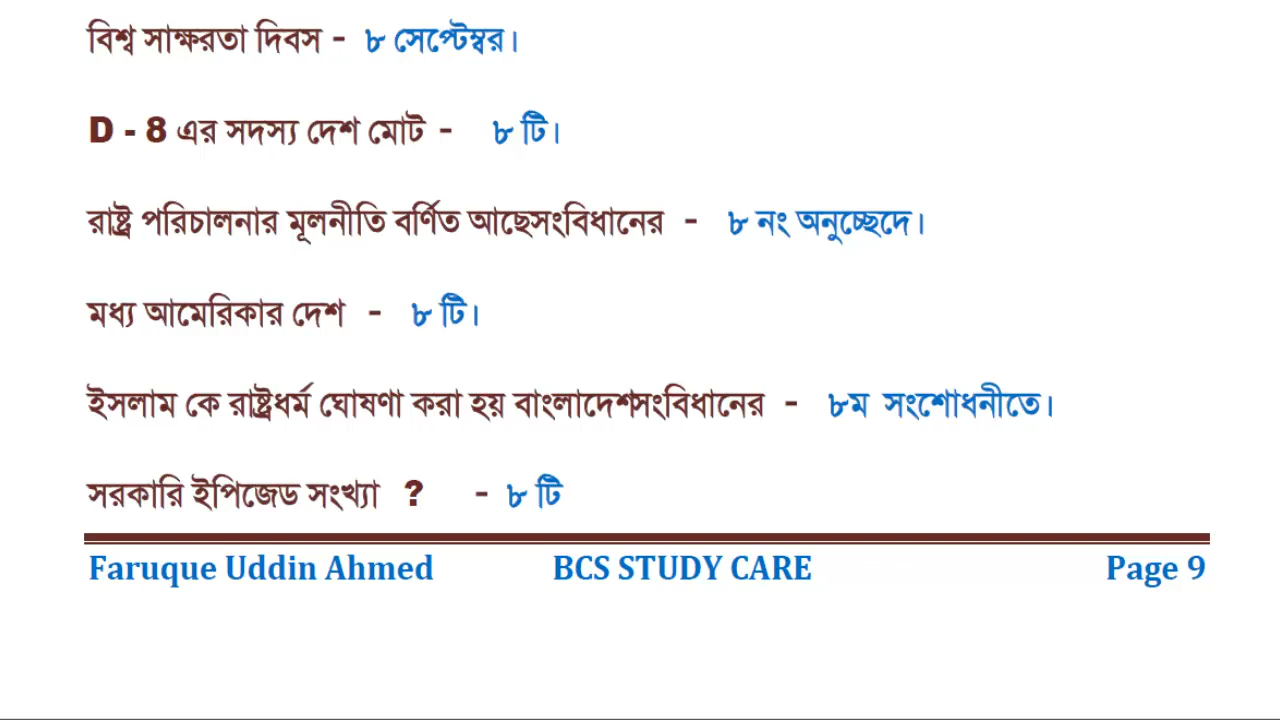 বিশ্ব সাক্ষরতা দিবস - ৮ সেপ্টেম্বর।
D - 8 এর সদস্য দেশ মোট - ৮ টি।
রাষ্ট্র পরিচালনার মূলনীতি বর্ণিত আছেসংবিধানের - ৮ নং অনুচ্ছেদে।
মধ্য আমেরিকার দেশ - ৮ টি।
ইসলাম কে রাষ্ট্রধর্ম ঘোষণা করা হয় বাংলাদেশসংবিধানের - ৮ম সংশোধনীতে।
সরকারি ইপিজেড সংখ্যা ? - ৮ টি
Faruque Uddin Ahmed BCS STUDY CARE Page 9